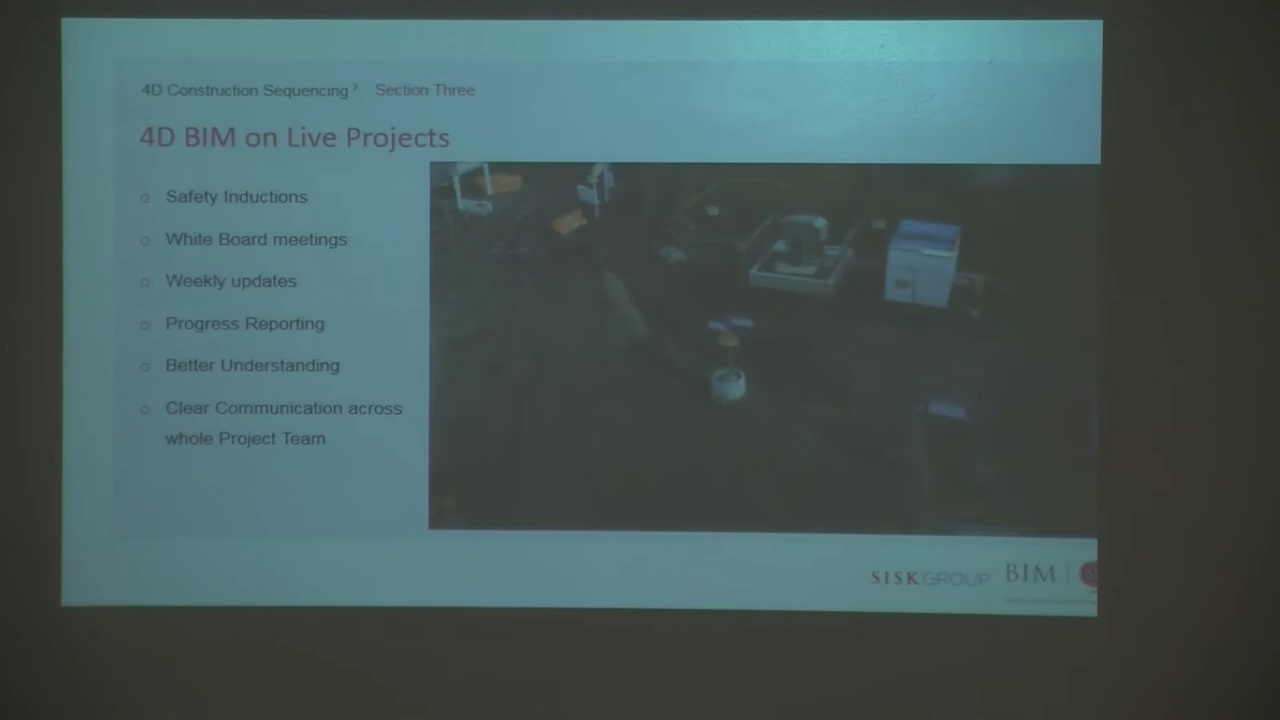 4D Construction Sequencing › Section Three
4D BIM on Live Projects
Safety Inductions
White Board meetings
Weekly updates
Progress Reporting
Better Understanding
Clear Communication across
whole Project Team
SISK GROUP BIM